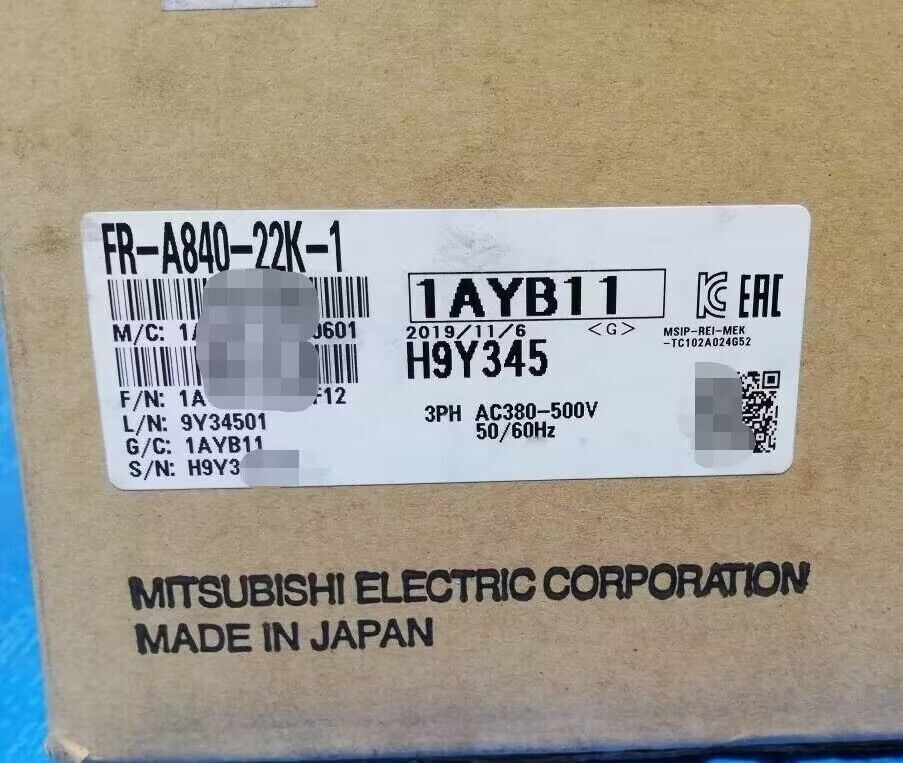 FR-A840-22K-1
M/C: 1A 0601
F/N: 1A F12
L/N: 9Y34501
G/C: 1AYB11
S/N: H9Y3
1AYB11
2019/11/6 <G>
H9Y345
3PH AC380-500V
50/60Hz
EAC
MSIP-REI-MEK
-TC102A024G52
MITSUBISHI ELECTRIC CORPORATION
MADE IN JAPAN